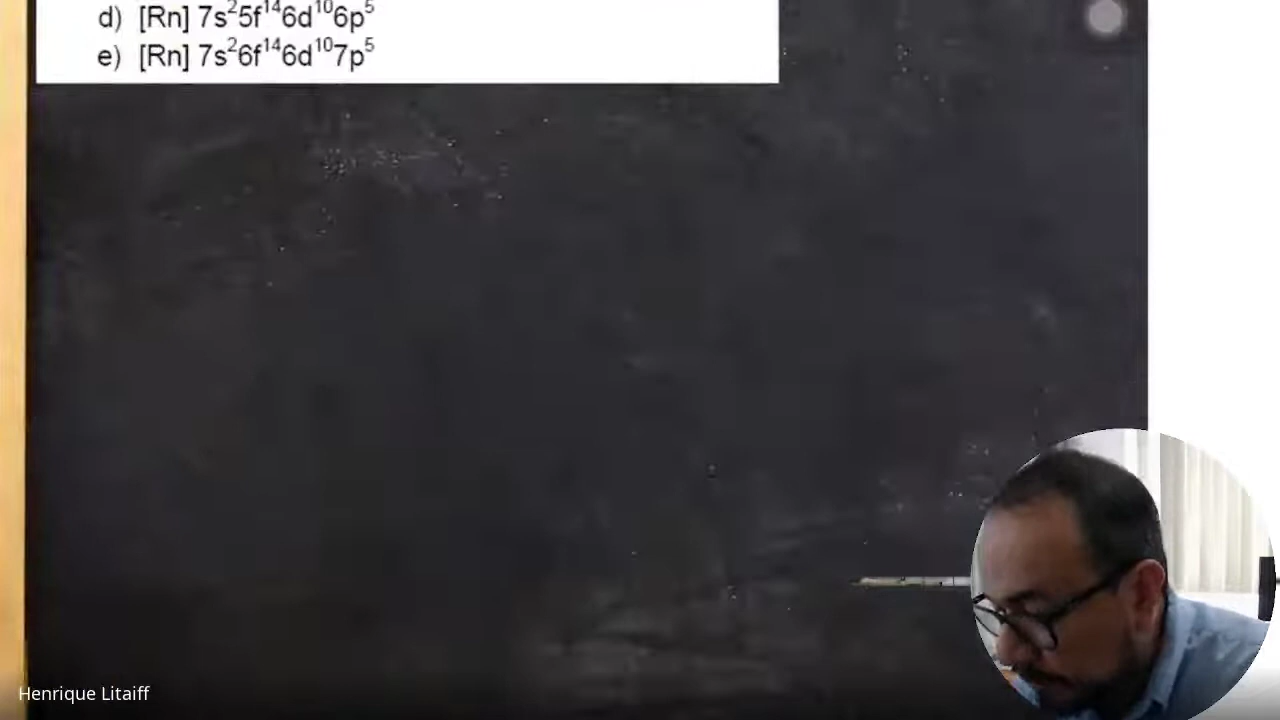 d) [Rn] 7s²5f¹⁴6d¹⁰6p⁵
e) [Rn] 7s²6f¹⁴6d¹⁰7p⁵
Henrique Litaiff